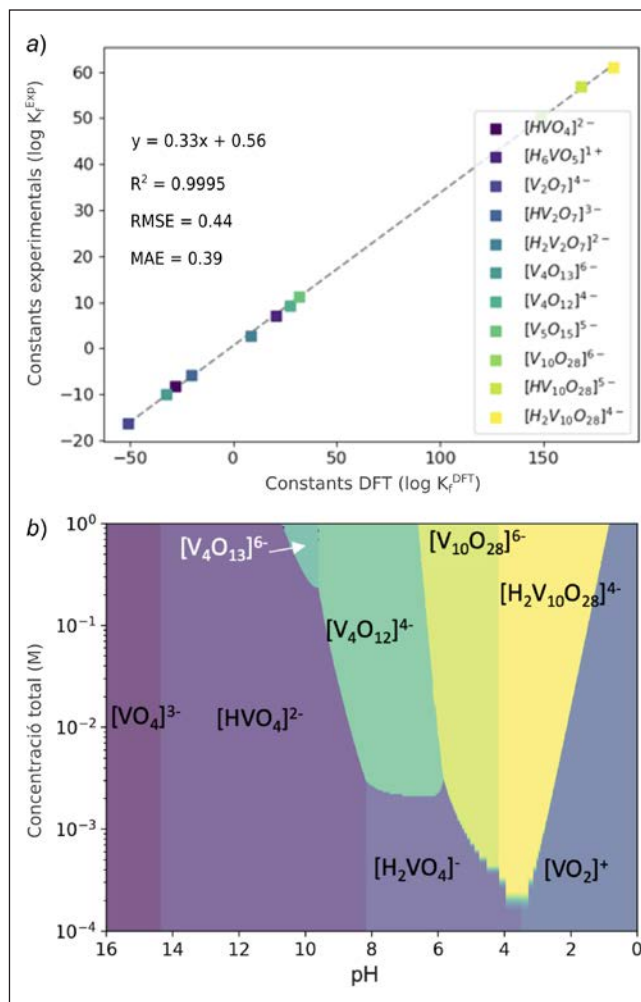 a)
Constants experimentals (log K_f^Exp)
60
50
40
30
20
10
0
−10
−20
y = 0.33x + 0.56
R² = 0.9995
RMSE = 0.44
MAE = 0.39
[HVO₄]²⁻
[H₆VO₅]¹⁺
[V₂O₇]⁴⁻
[HV₂O₇]³⁻
[H₂V₂O₇]²⁻
[V₄O₁₃]⁶⁻
[V₄O₁₂]⁴⁻
[V₅O₁₅]⁵⁻
[V₁₀O₂₈]⁶⁻
[HV₁₀O₂₈]⁵⁻
[H₂V₁₀O₂₈]⁴⁻
−50 0 50 100 150
Constants DFT (log K_f^DFT)
b)
Concentració total (M)
10⁰
10⁻¹
10⁻²
10⁻³
10⁻⁴
[V₄O₁₃]⁶⁻
[V₁₀O₂₈]⁶⁻
[H₂V₁₀O₂₈]⁴⁻
[V₄O₁₂]⁴⁻
[VO₄]³⁻
[HVO₄]²⁻
[H₂VO₄]⁻
[VO₂]⁺
16 14 12 10 8 6 4 2 0
pH